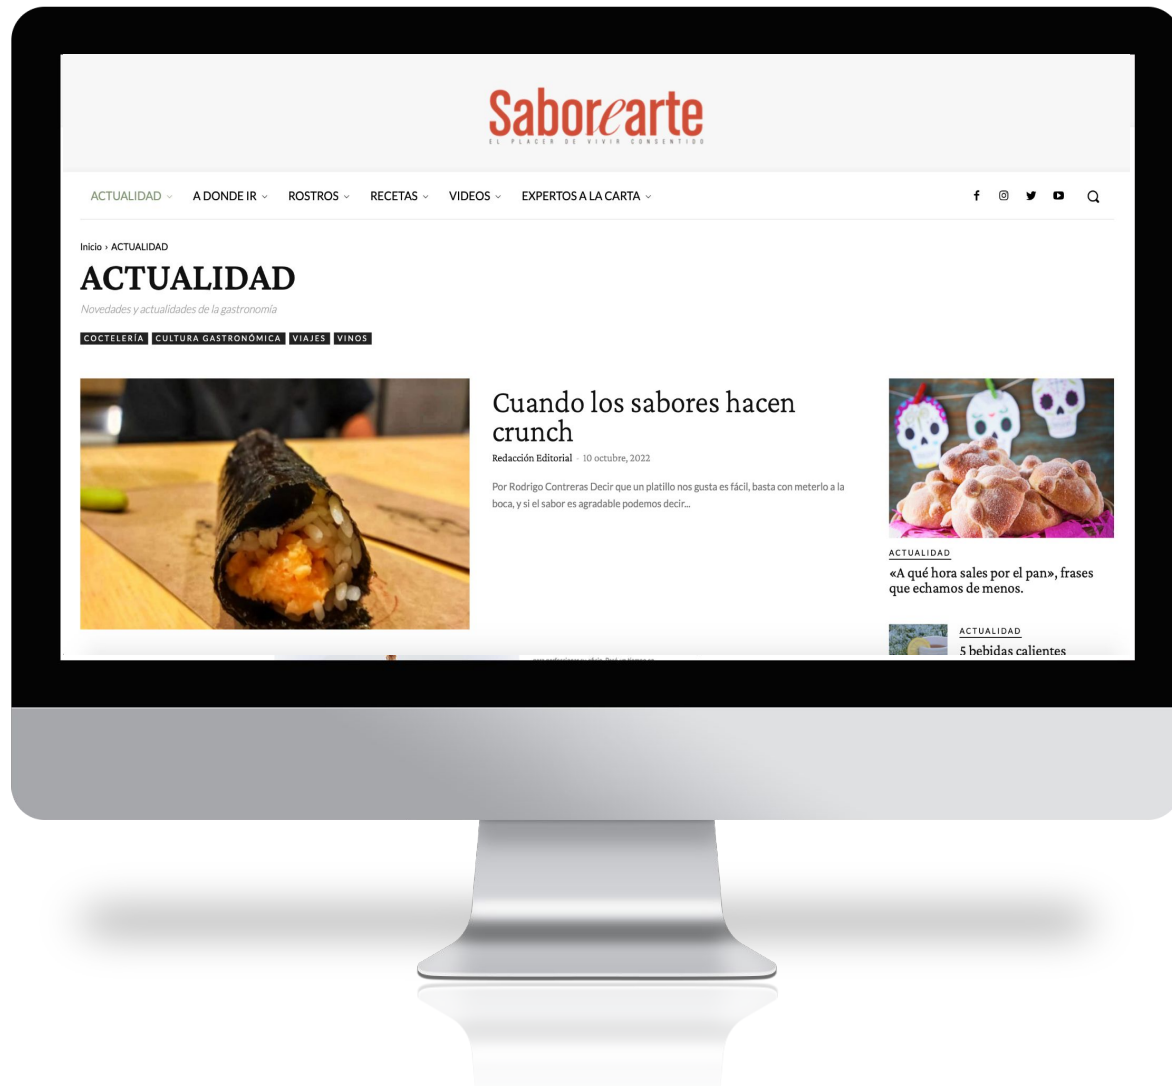 Saborearte
EL PLACER DE VIVIR CONSENTIDO
ACTUALIDAD A DONDE IR ROSTROS RECETAS VIDEOS EXPERTOS A LA CARTA
Inicio › ACTUALIDAD
ACTUALIDAD
Novedades y actualidades de la gastronomía
COCTELERÍA CULTURA GASTRONÓMICA VIAJES VINOS
Cuando los sabores hacen
crunch
Redacción Editorial - 10 octubre, 2022
Por Rodrigo Contreras Decir que un platillo nos gusta es fácil, basta con meterlo a la
boca, y si el sabor es agradable podemos decir...
ACTUALIDAD
«A qué hora sales por el pan», frases
que echamos de menos.
ACTUALIDAD
5 bebidas calientes